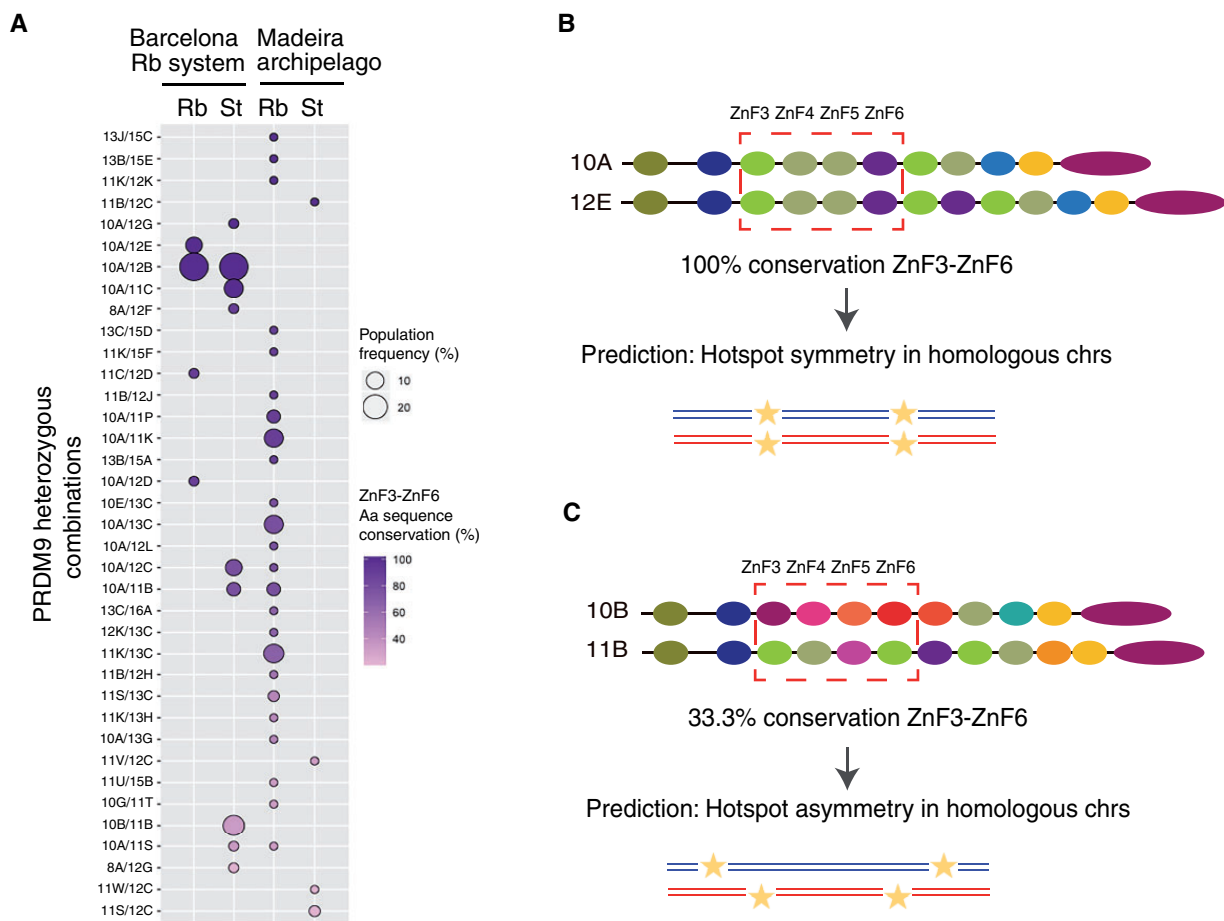 A
Barcelona
Rb system
Madeira
archipelago
Rb St Rb St
PRDM9 heterozygous
combinations
13J/15C
13B/15E
11K/12K
11B/12C
10A/12G
10A/12E
10A/12B
10A/11C
8A/12F
13C/15D
11K/15F
11C/12D
11B/12J
10A/11P
10A/11K
13B/15A
10A/12D
10E/13C
10A/13C
10A/12L
10A/12C
10A/11B
13C/16A
12K/13C
11K/13C
11B/12H
11S/13C
11K/13H
10A/13G
11V/12C
11U/15B
10G/11T
10B/11B
10A/11S
8A/12G
11W/12C
11S/12C
Population
frequency (%)
10
20
ZnF3-ZnF6
Aa sequence
conservation (%)
100
80
60
40
B
ZnF3 ZnF4 ZnF5 ZnF6
10A
12E
100% conservation ZnF3-ZnF6
Prediction: Hotspot symmetry in homologous chrs
C
ZnF3 ZnF4 ZnF5 ZnF6
10B
11B
33.3% conservation ZnF3-ZnF6
Prediction: Hotspot asymmetry in homologous chrs